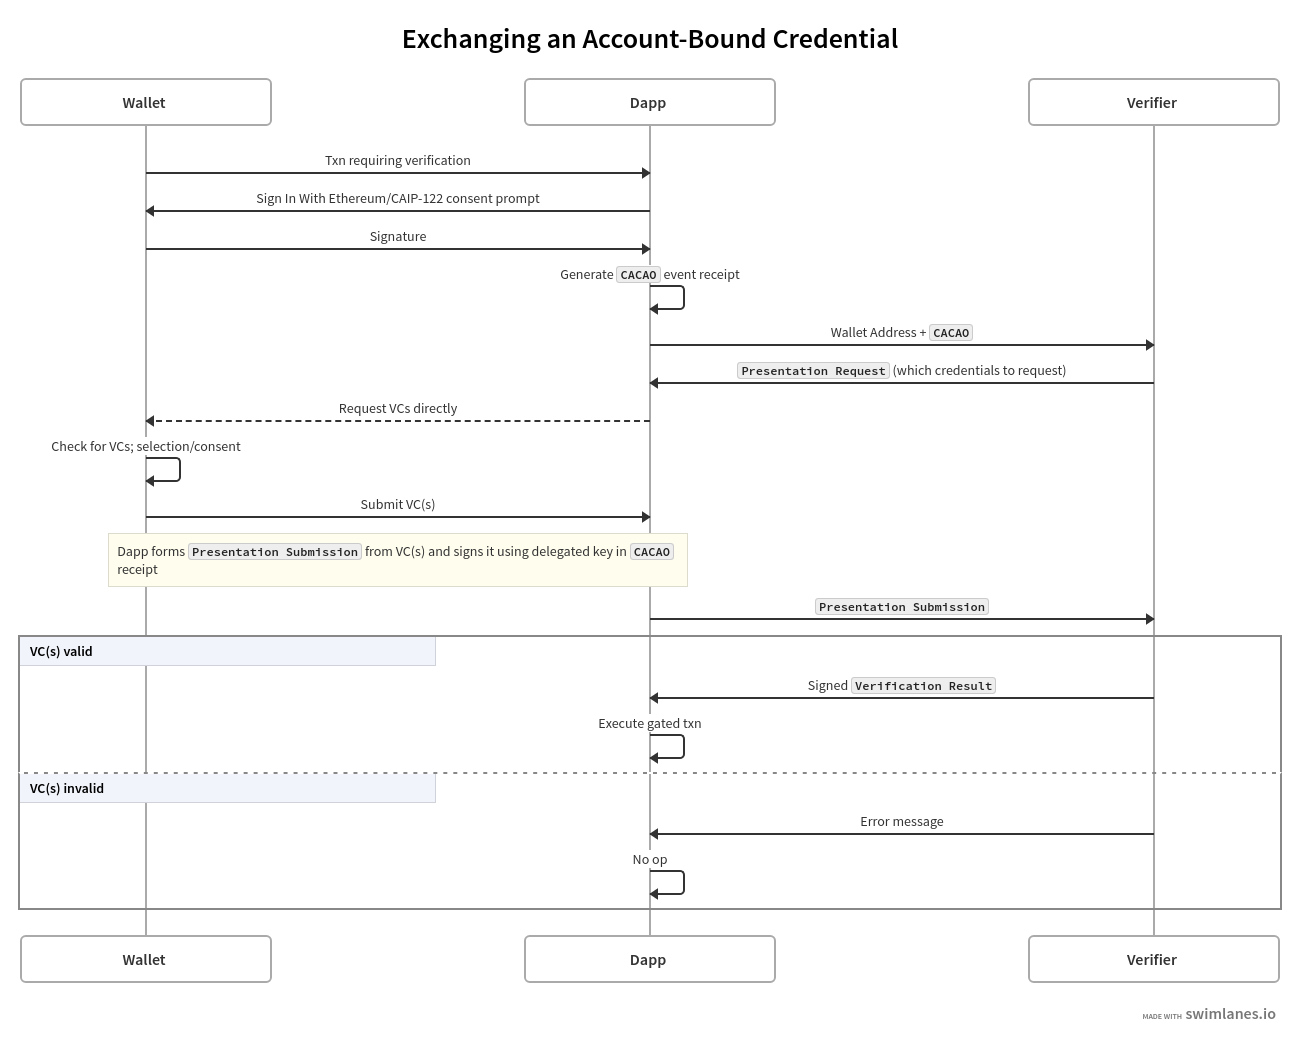 Exchanging an Account-Bound Credential
Wallet
Dapp
Verifier
Txn requiring verification
Sign In With Ethereum/CAIP-122 consent prompt
Signature
Generate CACAO event receipt
Wallet Address + CACAO
Presentation Request (which credentials to request)
Request VCs directly
Check for VCs; selection/consent
Submit VC(s)
Dapp forms Presentation Submission from VC(s) and signs it using delegated key in CACAO
receipt
Presentation Submission
VC(s) valid
Signed Verification Result
Execute gated txn
VC(s) invalid
Error message
No op
Wallet
Dapp
Verifier
MADE WITH swimlanes.io